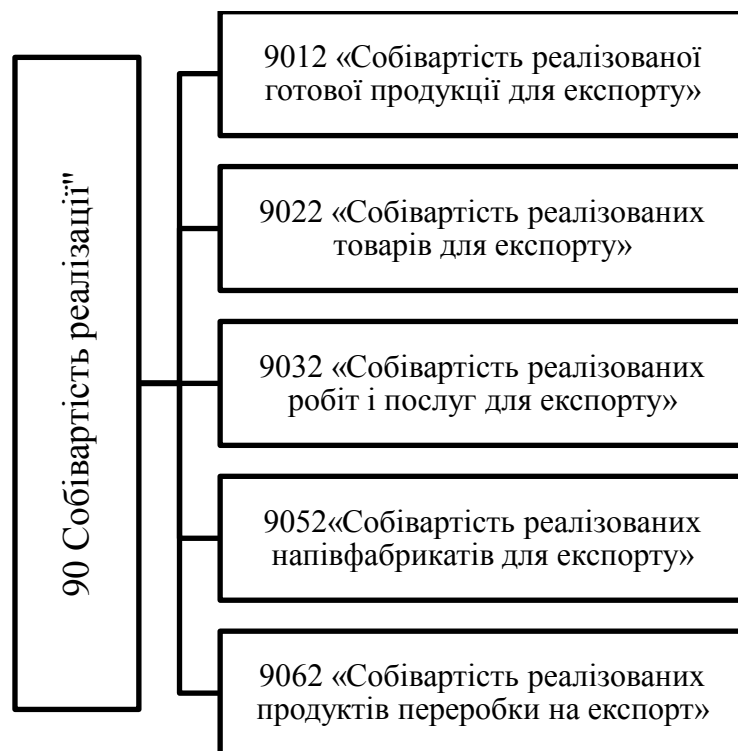 90 Собівартість реалізації"
9012 «Собівартість реалізованої
готової продукції для експорту»
9022 «Собівартість реалізованих
товарів для експорту»
9032 «Собівартість реалізованих
робіт і послуг для експорту»
9052«Собівартість реалізованих
напівфабрикатів для експорту»
9062 «Собівартість реалізованих
продуктів переробки на експорт»